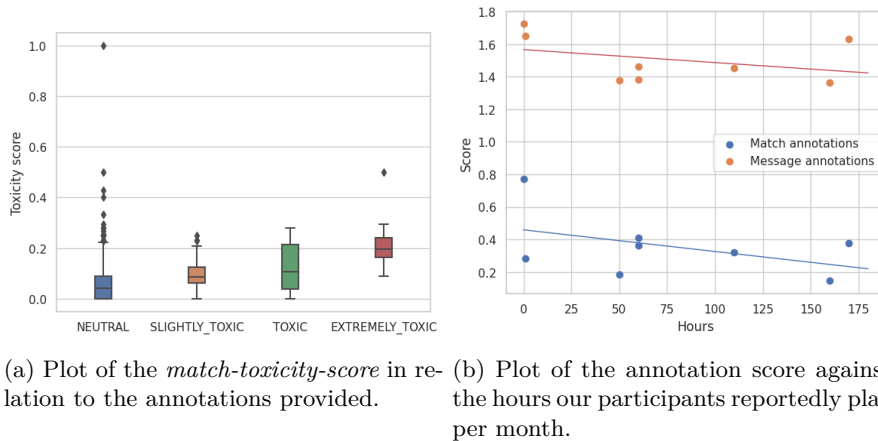 1.0
0.8
0.6
0.4
0.2
0.0
Toxicity score
NEUTRAL SLIGHTLY_TOXIC TOXIC EXTREMELY_TOXIC
(a) Plot of the match-toxicity-score in re-
lation to the annotations provided.
1.8
1.6
1.4
1.2
1.0
0.8
0.6
0.4
0.2
Score
Match annotations
Message annotations
0 25 50 75 100 125 150 175
Hours
(b) Plot of the annotation score agains
the hours our participants reportedly pla
per month.